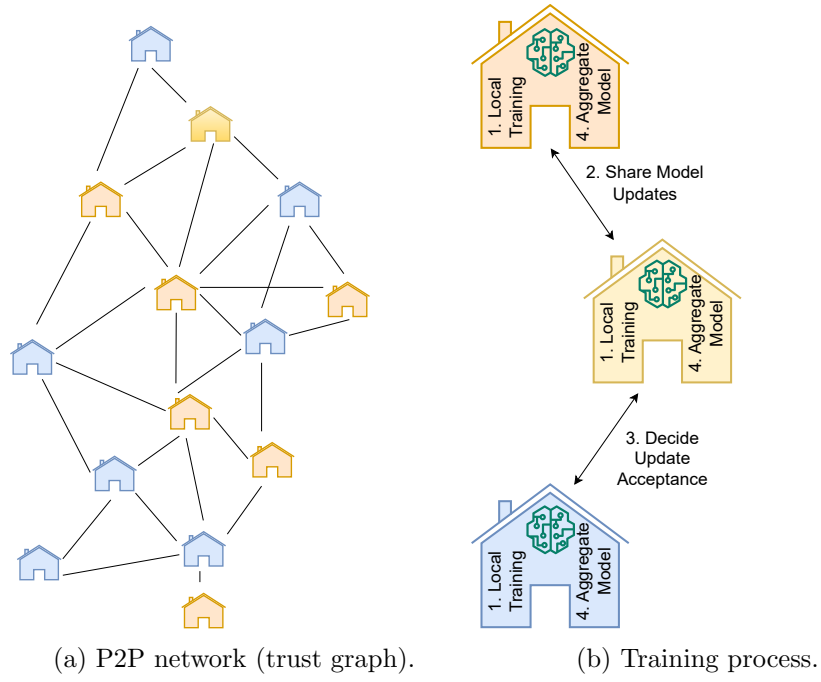 1. Local
Training
4. Aggregate
Model
2. Share Model
Updates
1. Local
Training
4. Aggregate
Model
3. Decide
Update
Acceptance
1. Local
Training
4. Aggregate
Model
(a) P2P network (trust graph).
(b) Training process.